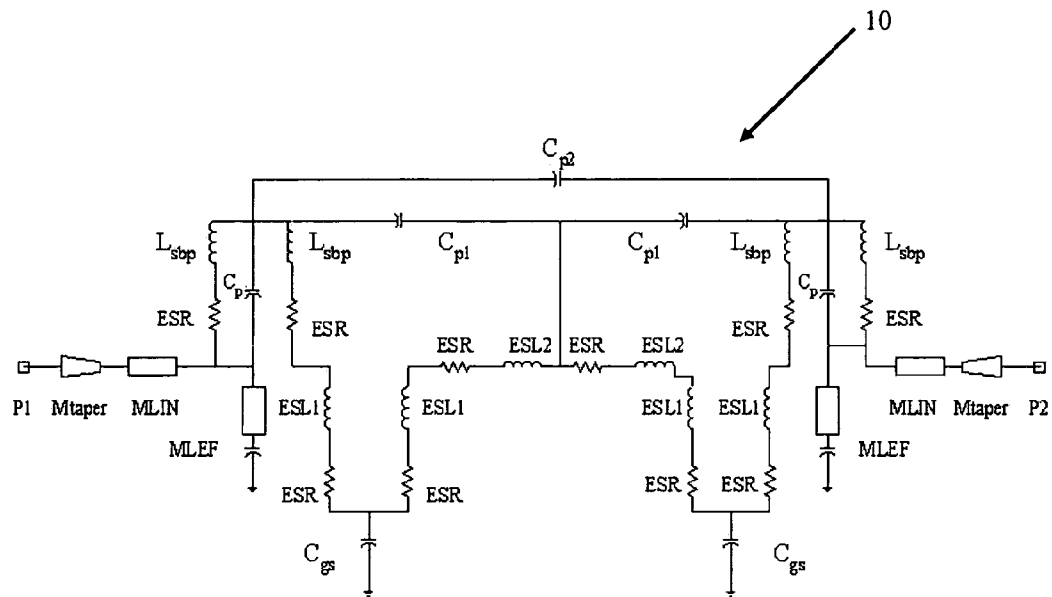 10
C_p2
L_sbp L_sbp C_p1 C_p1 L_sbp L_sbp
C_p C_p
ESR ESR ESR ESR
ESR ESL2 ESL2
P1 Mtaper MLIN ESL1 ESL1 ESL1 ESL1 MLIN Mtaper P2
MLEF MLEF
ESR ESR ESR ESR
C_gs C_gs
ESR